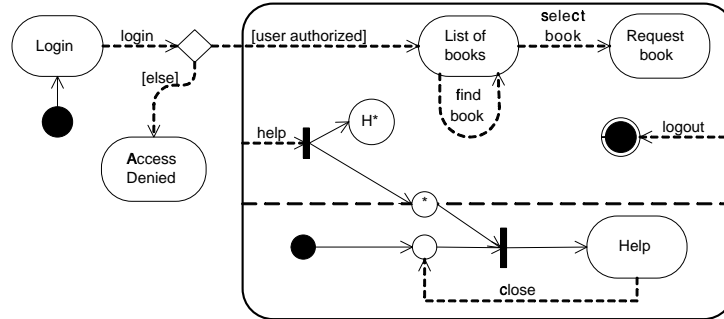 Login
login
[user authorized]
List of
books
select
book
Request
book
[else]
find
book
H*
help
logout
Access
Denied
*
Help
close